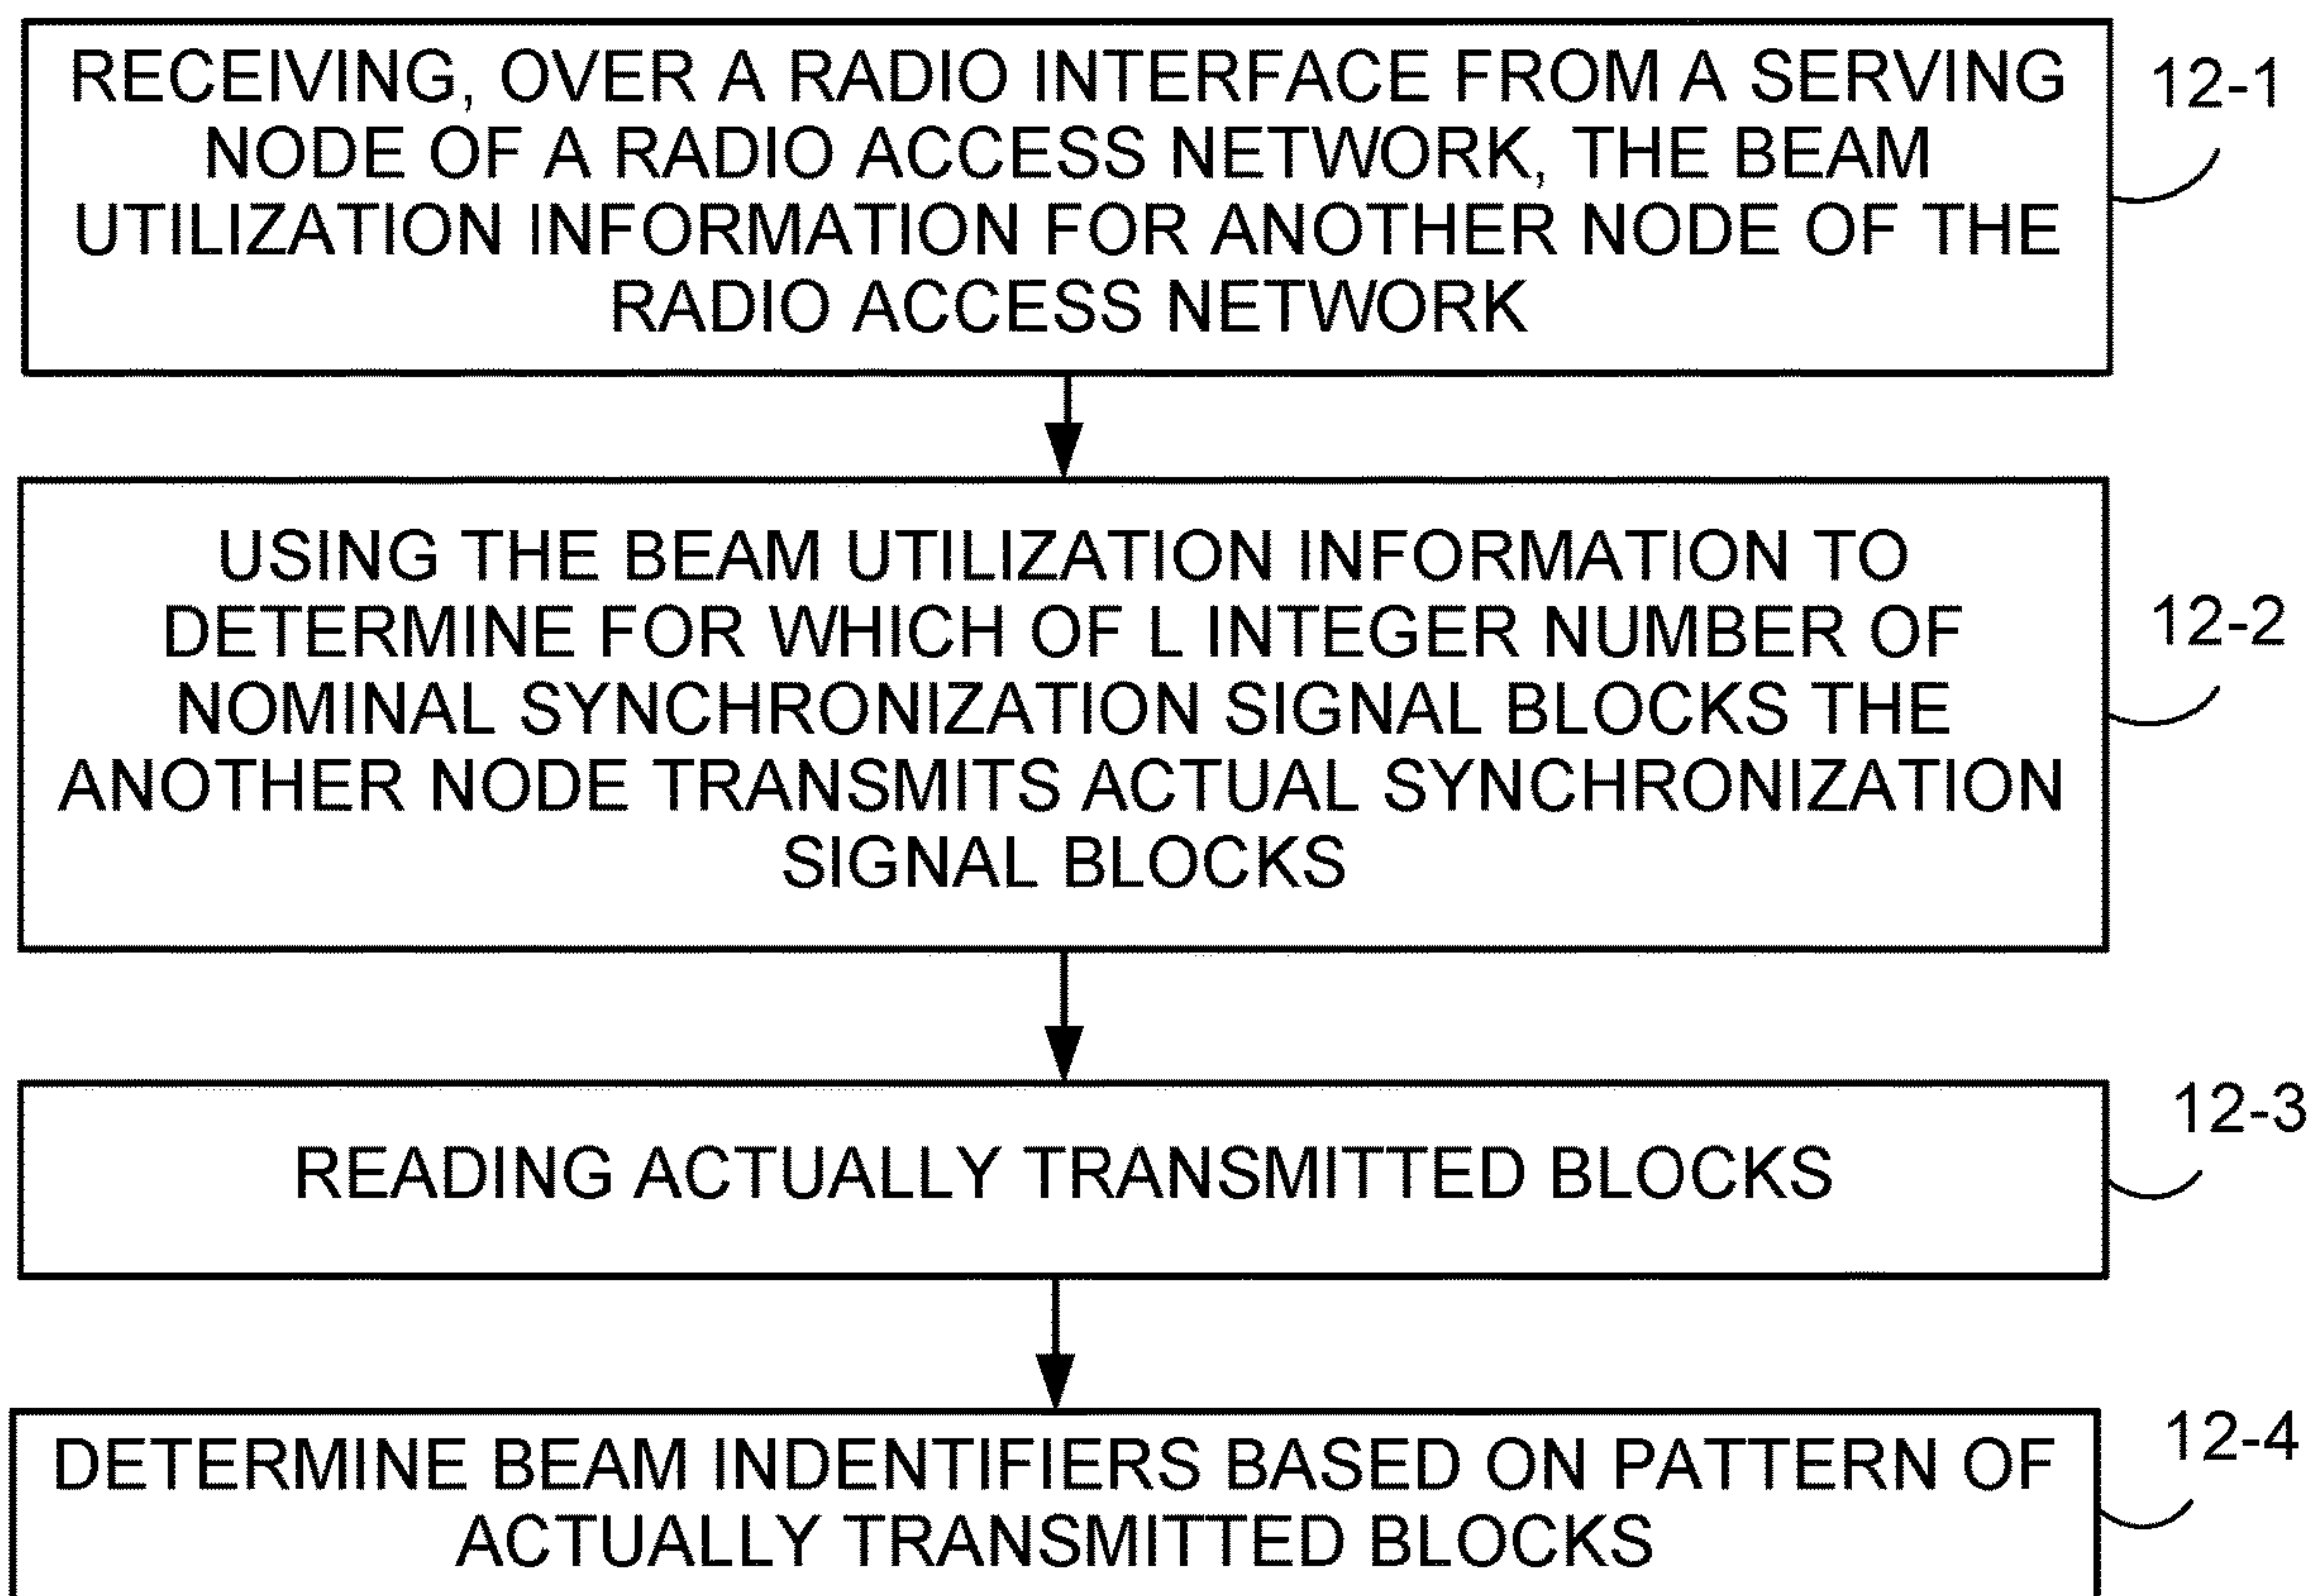 RECEIVING, OVER A RADIO INTERFACE FROM A SERVING
NODE OF A RADIO ACCESS NETWORK, THE BEAM
UTILIZATION INFORMATION FOR ANOTHER NODE OF THE
RADIO ACCESS NETWORK
12-1
USING THE BEAM UTILIZATION INFORMATION TO
DETERMINE FOR WHICH OF L INTEGER NUMBER OF
NOMINAL SYNCHRONIZATION SIGNAL BLOCKS THE
ANOTHER NODE TRANSMITS ACTUAL SYNCHRONIZATION
SIGNAL BLOCKS
12-2
READING ACTUALLY TRANSMITTED BLOCKS
12-3
DETERMINE BEAM INDENTIFIERS BASED ON PATTERN OF
ACTUALLY TRANSMITTED BLOCKS
12-4